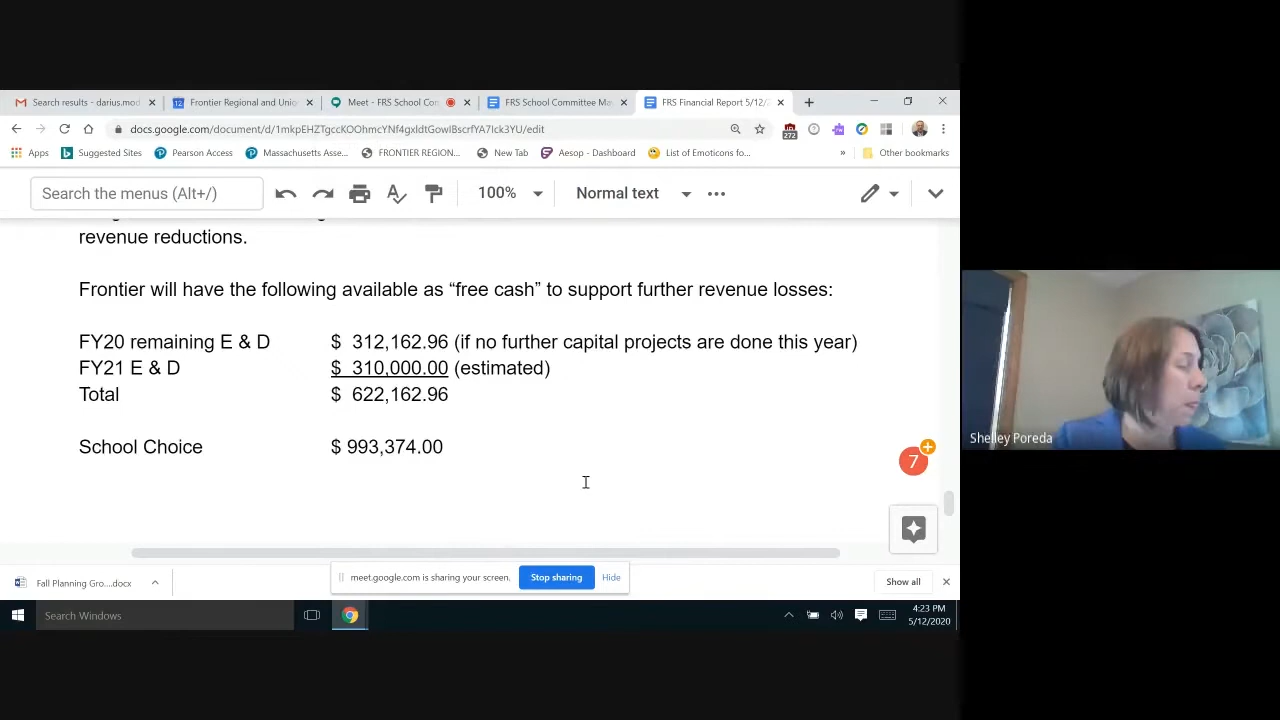 Search results - darius.mod
Frontier Regional and Unio
Meet - FRS School Co
FRS School Committee Ma
FRS Financial Report 5/12/2
docs.google.com/document/d/1mkpEHZTgccKOOhmcYNf4gxldtGowIBscrfYA7Ick3YU/edit
272
Apps
Suggested Sites
Pearson Access
Massachusetts Asse...
FRONTIER REGION...
New Tab
Aesop - Dashboard
List of Emoticons fo...
»
Other bookmarks
Search the menus (Alt+/)
100%
Normal text
revenue reductions.
Frontier will have the following available as “free cash” to support further revenue losses:
FY20 remaining E & D $ 312,162.96 (if no further capital projects are done this year)
FY21 E & D $ 310,000.00 (estimated)
Total $ 622,162.96
School Choice $ 993,374.00
7
Shelley Poreda
meet.google.com is sharing your screen.
Stop sharing
Hide
Fall Planning Gro....docx
Show all
Search Windows
4:23 PM
5/12/2020